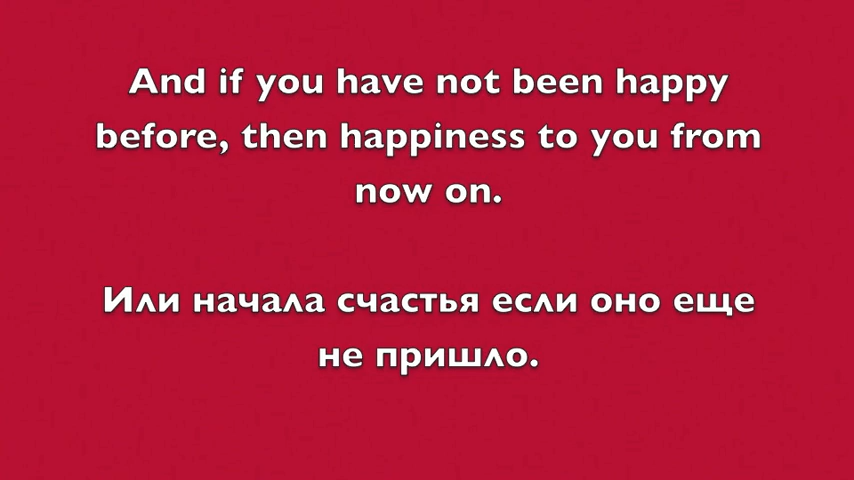 And if you have not been happy
before, then happiness to you from
now on.
Или начала счастья если оно еще
не пришло.